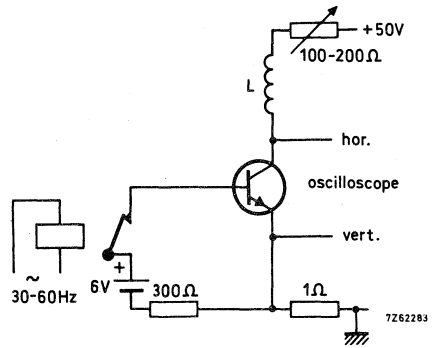 +50V
100-200Ω
L
hor.
oscilloscope
vert.
~
30-60Hz
+
6V
300Ω
1Ω
7Z62283